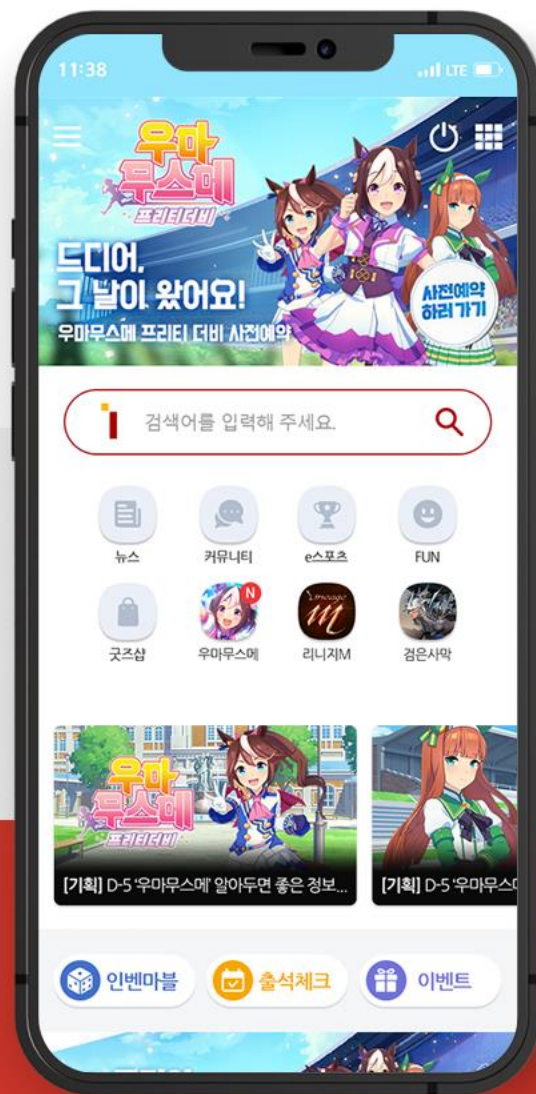 11:38
LTE
우마
무스메
프리티더비
드디어,
그 날이 왔어요!
우마무스메 프리티 더비 사전예약
사전예약
하러 가기
검색어를 입력해 주세요.
뉴스
커뮤니티
e스포츠
FUN
N
Lineage
m
굿즈샵
우마무스메
리니지M
검은사막
우마
무스메
프리티더비
[기획] D-5 '우마무스메' 알아두면 좋은 정보...
[기획] D-5 '우마무스
인벤마블
출석체크
이벤트